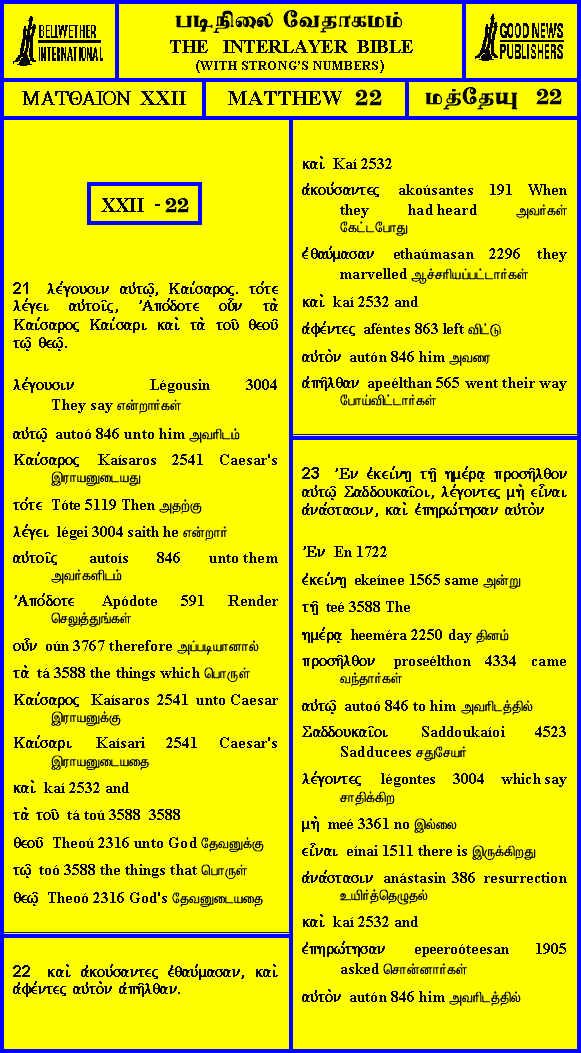 BELLWETHER
INTERNATIONAL
படிநிலை வேதாகமம்
THE INTERLAYER BIBLE
(WITH STRONG'S NUMBERS)
GOOD NEWS
PUBLISHERS
ΜΑΤΘΑΙΟΝ XXII
MATTHEW 22
மத்தேயு 22
XXII - 22
21 λέγουσιν αὐτῷ, Καίσαρος. τότε
λέγει αὐτοῖς, Ἀπόδοτε οὖν τὰ
Καίσαρος Καίσαρι καὶ τὰ τοῦ θεοῦ
τῷ θεῷ.
λέγουσιν Légousin 3004
They say என்றார்கள்
αὐτῷ autoó 846 unto him அவரிடம்
Καίσαρος Kaísaros 2541 Caesar's
இராயனுடையது
τότε Tóte 5119 Then அதற்கு
λέγει légei 3004 saith he என்றார்
αὐτοῖς autoís 846 unto them
அவர்களிடம்
Ἀπόδοτε Apódote 591 Render
செலுத்துங்கள்
οὖν oún 3767 therefore அப்படியானால்
τὰ tá 3588 the things which பொருள்
Καίσαρος Kaísaros 2541 unto Caesar
இராயனுக்கு
Καίσαρι Kaísari 2541 Caesar's
இராயனுடையதை
καὶ kaí 2532 and
τὰ τοῦ tá toú 3588 3588
θεοῦ Theoú 2316 unto God தேவனுக்கு
τῷ toó 3588 the things that பொருள்
θεῷ Theoó 2316 God's தேவனுடையதை
22 καὶ ἀκούσαντες ἐθαύμασαν, καὶ
ἀφέντες αὐτὸν ἀπῆλθαν.
καὶ Kaí 2532
ἀκούσαντες akoúsantes 191 When
they had heard அவர்கள்
கேட்டபோது
ἐθαύμασαν ethaúmasan 2296 they
marvelled ஆச்சரியப்பட்டார்கள்
καὶ kaí 2532 and
ἀφέντες aféntes 863 left விட்டு
αὐτὸν autón 846 him அவரை
ἀπῆλθαν apeélthan 565 went their way
போய்விட்டார்கள்
23 Ἐν ἐκείνῃ τῇ ημέρᾳ προσῆλθον
αὐτῷ Σαδδουκαῖοι, λέγοντες μὴ εἶναι
ἀνάστασιν, καὶ ἐπηρώτησαν αὐτὸν
Ἐν En 1722
ἐκείνῃ ekeínee 1565 same அன்று
τῇ teé 3588 The
ημέρᾳ heeméra 2250 day தினம்
προσῆλθον proseélthon 4334 came
வந்தார்கள்
αὐτῷ autoó 846 to him அவரிடத்தில்
Σαδδουκαῖοι Saddoukaíoi 4523
Sadducees சதுசேயர்
λέγοντες légontes 3004 which say
சாதிக்கிற
μὴ meé 3361 no இல்லை
εἶναι eínai 1511 there is இருக்கிறது
ἀνάστασιν anástasin 386 resurrection
உயிர்த்தெழுதல்
καὶ kaí 2532 and
ἐπηρώτησαν epeeroóteesan 1905
asked சொன்னார்கள்
αὐτὸν autón 846 him அவரிடத்தில்